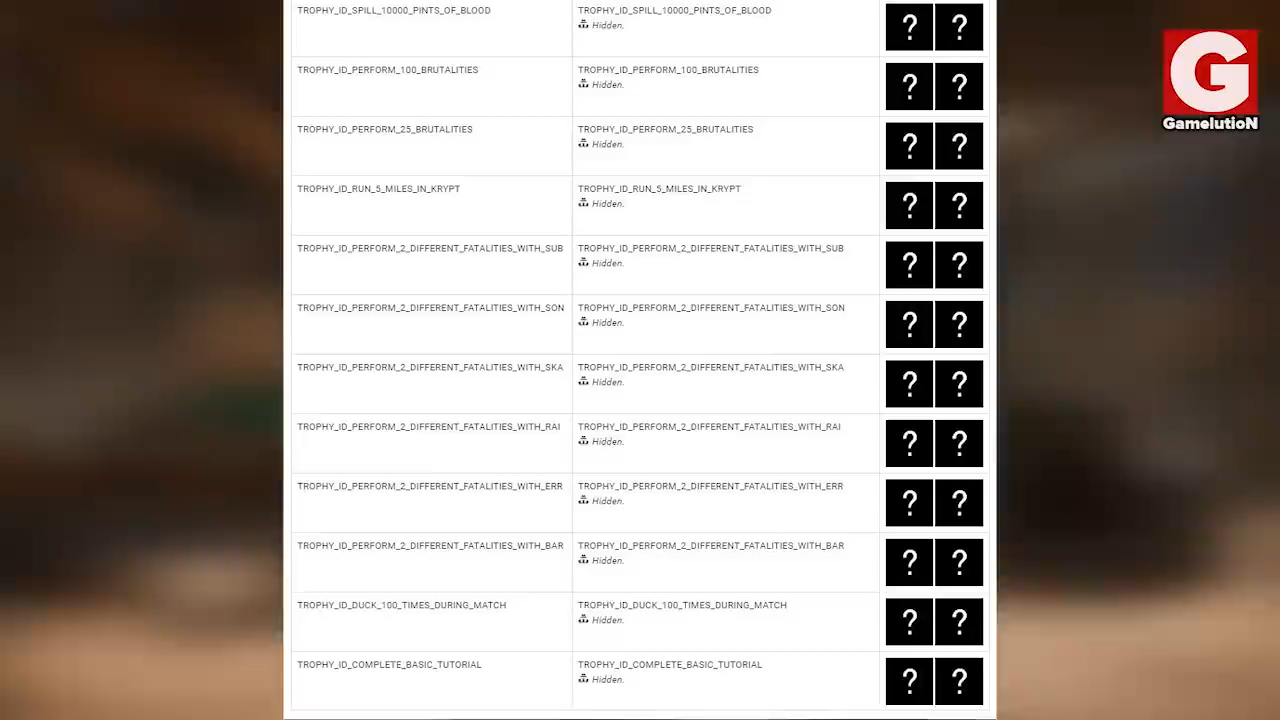 TROPHY_ID_SPILL_10000_PINTS_OF_BLOOD TROPHY_ID_SPILL_10000_PINTS_OF_BLOOD
Hidden.
? ?
TROPHY_ID_PERFORM_100_BRUTALITIES TROPHY_ID_PERFORM_100_BRUTALITIES
Hidden.
? ?
TROPHY_ID_PERFORM_25_BRUTALITIES TROPHY_ID_PERFORM_25_BRUTALITIES
Hidden.
? ?
TROPHY_ID_RUN_5_MILES_IN_KRYPT TROPHY_ID_RUN_5_MILES_IN_KRYPT
Hidden.
? ?
TROPHY_ID_PERFORM_2_DIFFERENT_FATALITIES_WITH_SUB TROPHY_ID_PERFORM_2_DIFFERENT_FATALITIES_WITH_SUB
Hidden.
? ?
TROPHY_ID_PERFORM_2_DIFFERENT_FATALITIES_WITH_SON TROPHY_ID_PERFORM_2_DIFFERENT_FATALITIES_WITH_SON
Hidden.
? ?
TROPHY_ID_PERFORM_2_DIFFERENT_FATALITIES_WITH_SKA TROPHY_ID_PERFORM_2_DIFFERENT_FATALITIES_WITH_SKA
Hidden.
? ?
TROPHY_ID_PERFORM_2_DIFFERENT_FATALITIES_WITH_RAI TROPHY_ID_PERFORM_2_DIFFERENT_FATALITIES_WITH_RAI
Hidden.
? ?
TROPHY_ID_PERFORM_2_DIFFERENT_FATALITIES_WITH_ERR TROPHY_ID_PERFORM_2_DIFFERENT_FATALITIES_WITH_ERR
Hidden.
? ?
TROPHY_ID_PERFORM_2_DIFFERENT_FATALITIES_WITH_BAR TROPHY_ID_PERFORM_2_DIFFERENT_FATALITIES_WITH_BAR
Hidden.
? ?
TROPHY_ID_DUCK_100_TIMES_DURING_MATCH TROPHY_ID_DUCK_100_TIMES_DURING_MATCH
Hidden.
? ?
TROPHY_ID_COMPLETE_BASIC_TUTORIAL TROPHY_ID_COMPLETE_BASIC_TUTORIAL
Hidden.
? ?
G
GamelutioN